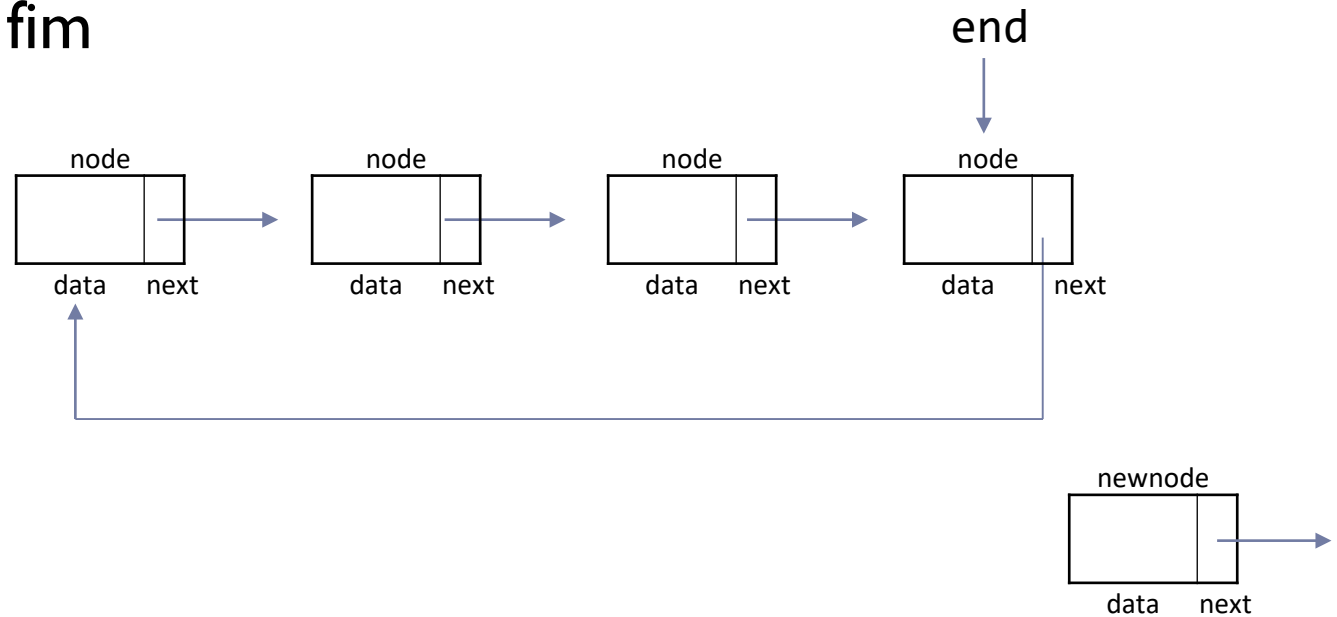 fim
end
node node node node
data next data next data next data next
newnode
data next